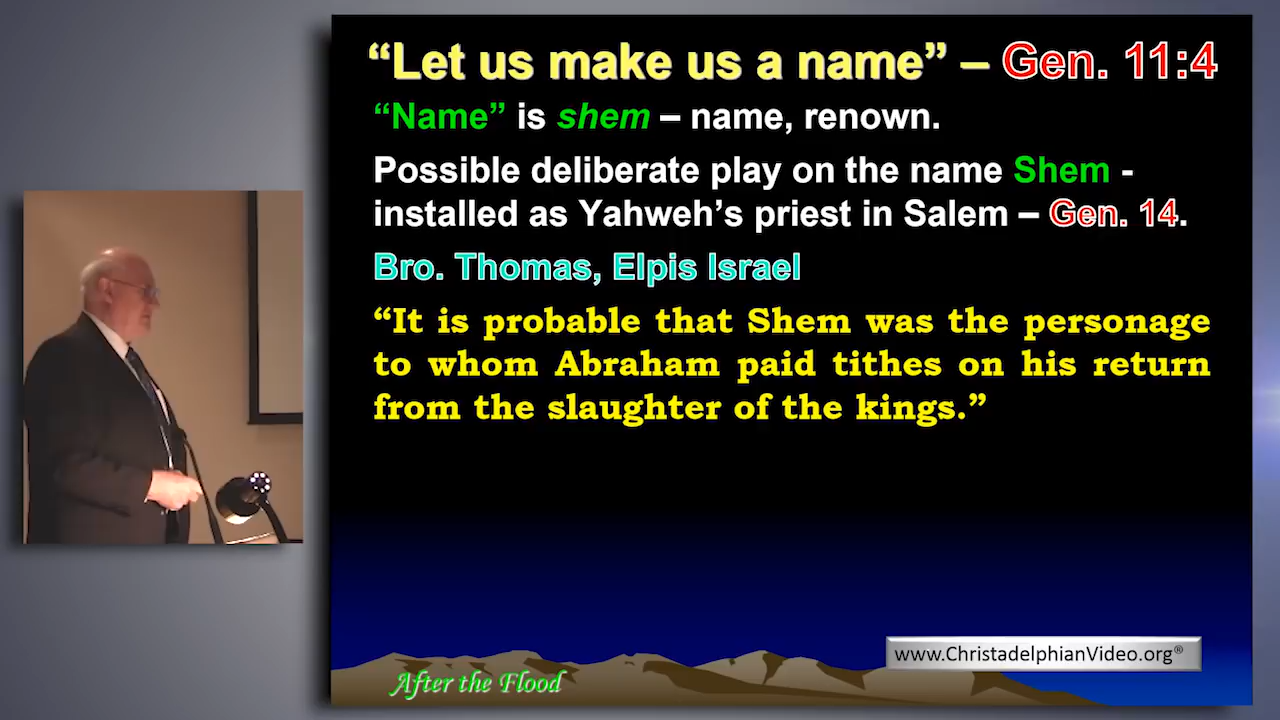 “Let us make us a name” – Gen. 11:4
“Name” is shem – name, renown.
Possible deliberate play on the name Shem -
installed as Yahweh’s priest in Salem – Gen. 14.
Bro. Thomas, Elpis Israel
“It is probable that Shem was the personage
to whom Abraham paid tithes on his return
from the slaughter of the kings.”
www.ChristadelphianVideo.org®
After the Flood